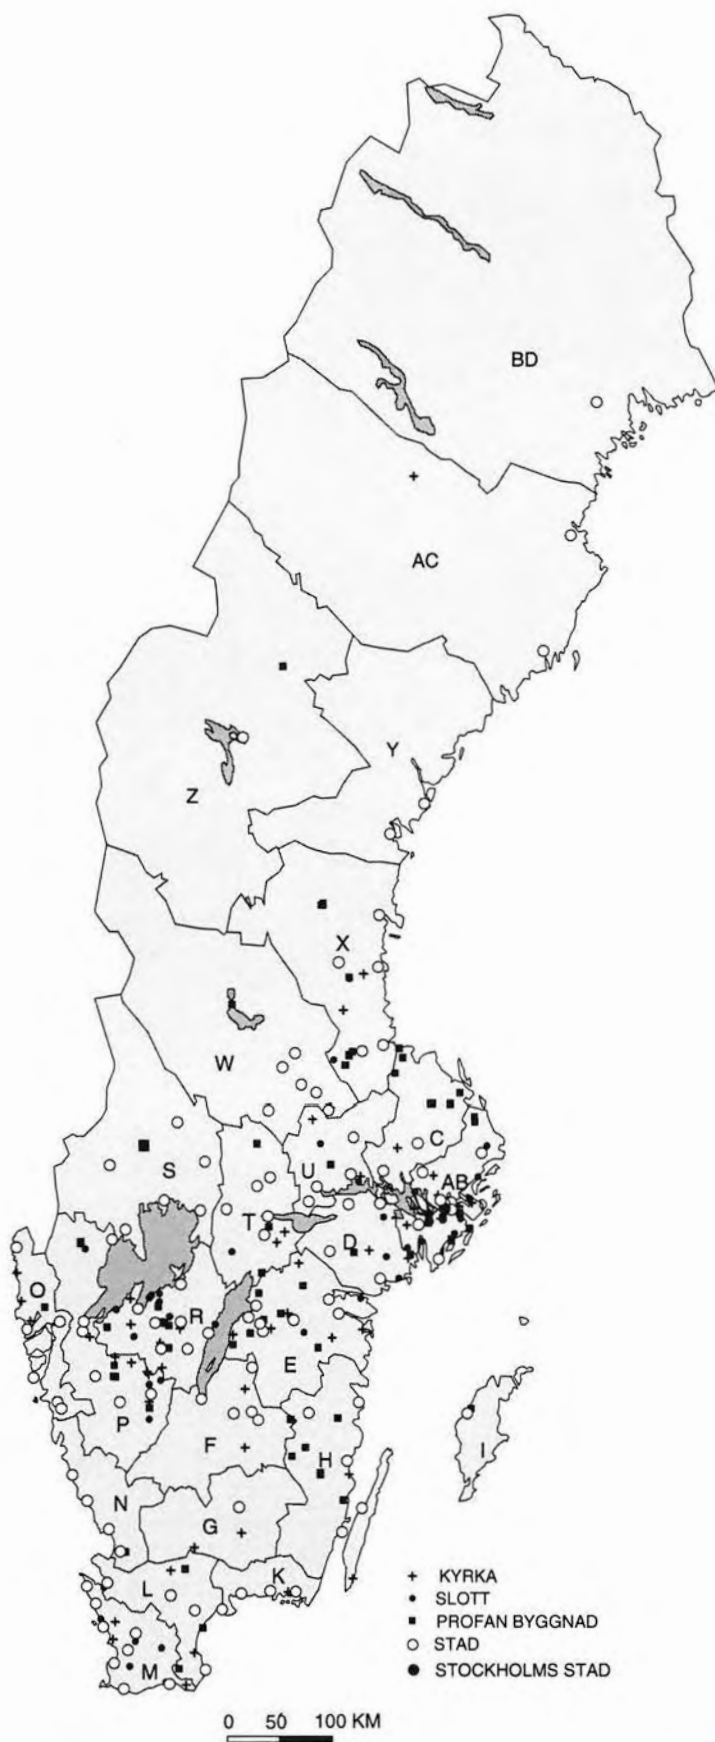 BD
AC
Y
Z
X
W
C
S
U
AB
T
D
O
R
E
P
I
F
H
N
G
K
L
M
+ KYRKA
• SLOTT
■ PROFAN BYGGNAD
○ STAD
● STOCKHOLMS STAD
0 50 100 KM